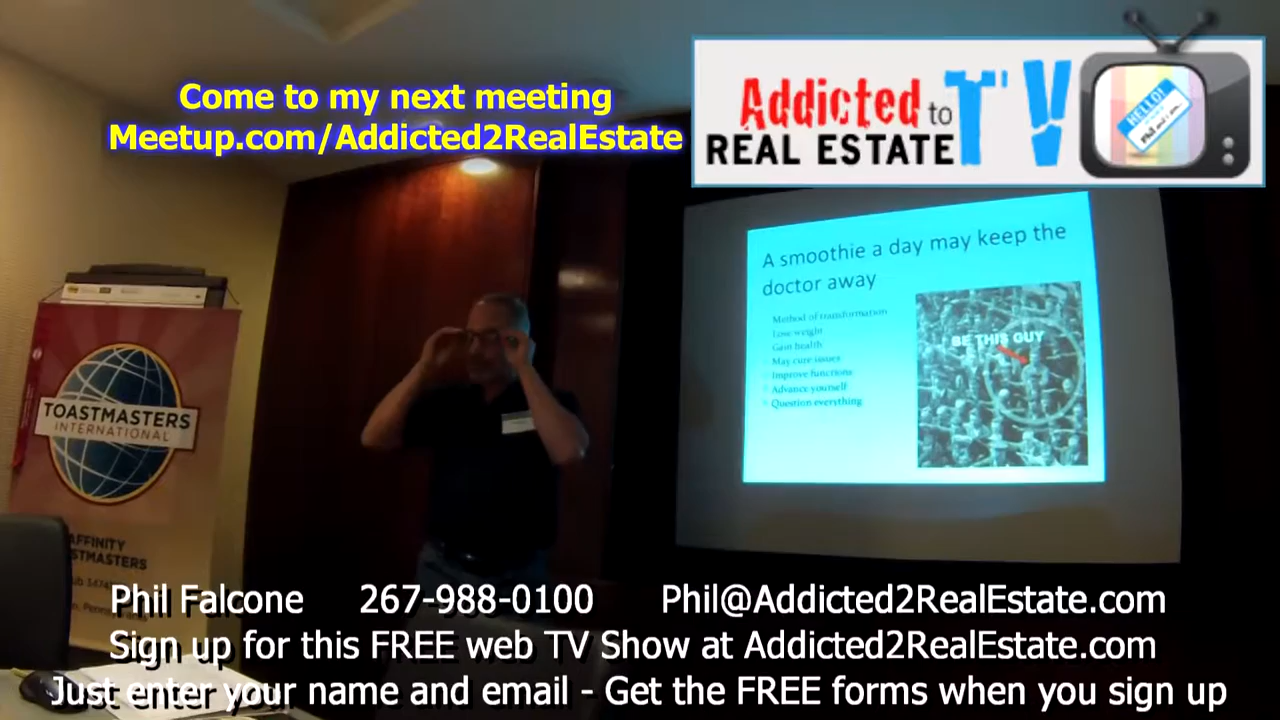 Come to my next meeting
Meetup.com/Addicted2RealEstate
Addicted to
REAL ESTATE
TV
HELLO!
A smoothie a day may keep the
doctor away
Method of transformation
Lose weight
Gain health
May cure issues
Improve functions
Advance yourself
Question everything
BE THIS GUY
TOASTMASTERS
INTERNATIONAL
Phil Falcone 267-988-0100 Phil@Addicted2RealEstate.com
Sign up for this FREE web TV Show at Addicted2RealEstate.com
Just enter your name and email - Get the FREE forms when you sign up